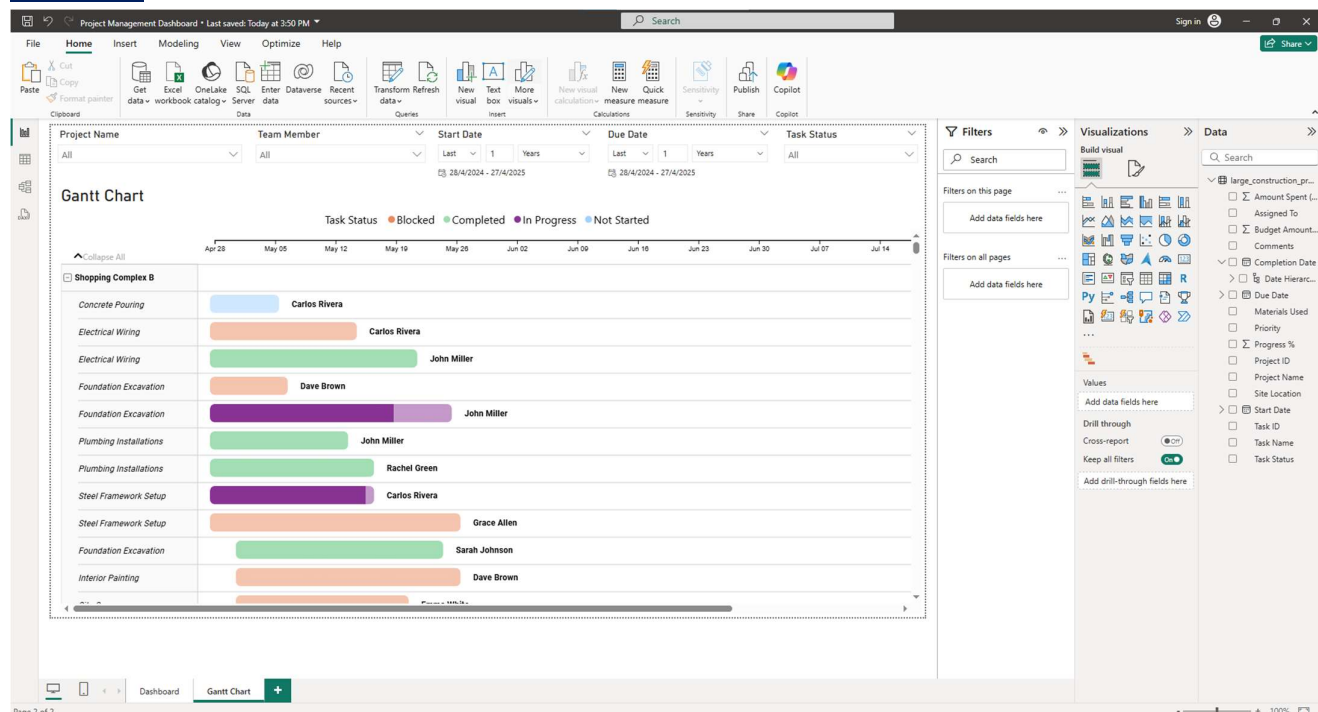 Project Management Dashboard • Last saved: Today at 3:50 PM
Search
Sign in
File Home Insert Modeling View Optimize Help
Share
Paste
Cut
Copy
Format painter
Clipboard
Get data
Excel workbook
OneLake catalog
SQL Server
Enter data
Dataverse
Recent sources
Data
Transform data
Refresh
Queries
New visual
Text box
More visuals
Insert
New visual calculation
New measure
Quick measure
Calculations
Sensitivity
Sensitivity
Publish
Share
Copilot
Copilot
Project Name
All
Team Member
All
Start Date
Last 1 Years
28/4/2024 - 27/4/2025
Due Date
Last 1 Years
28/4/2024 - 27/4/2025
Task Status
All
Gantt Chart
Task Status Blocked Completed In Progress Not Started
Collapse All
Apr 28 May 05 May 12 May 19 May 26 Jun 02 Jun 09 Jun 16 Jun 23 Jun 30 Jul 07 Jul 14
Shopping Complex B
Concrete Pouring Carlos Rivera
Electrical Wiring Carlos Rivera
Electrical Wiring John Miller
Foundation Excavation Dave Brown
Foundation Excavation John Miller
Plumbing Installations John Miller
Plumbing Installations Rachel Green
Steel Framework Setup Carlos Rivera
Steel Framework Setup Grace Allen
Foundation Excavation Sarah Johnson
Interior Painting Dave Brown
Filters
Search
Filters on this page ...
Add data fields here
Filters on all pages ...
Add data fields here
Visualizations
Build visual
R
Py
...
Values
Add data fields here
Drill through
Cross-report Off
Keep all filters On
Add drill-through fields here
Data
Search
large_construction_pr...
Σ Amount Spent (...
Assigned To
Σ Budget Amount...
Comments
Completion Date
Date Hierarc...
Due Date
Materials Used
Priority
Σ Progress %
Project ID
Project Name
Site Location
Start Date
Task ID
Task Name
Task Status
Dashboard
Gantt Chart
+
Page 2 of 2
- + 100%